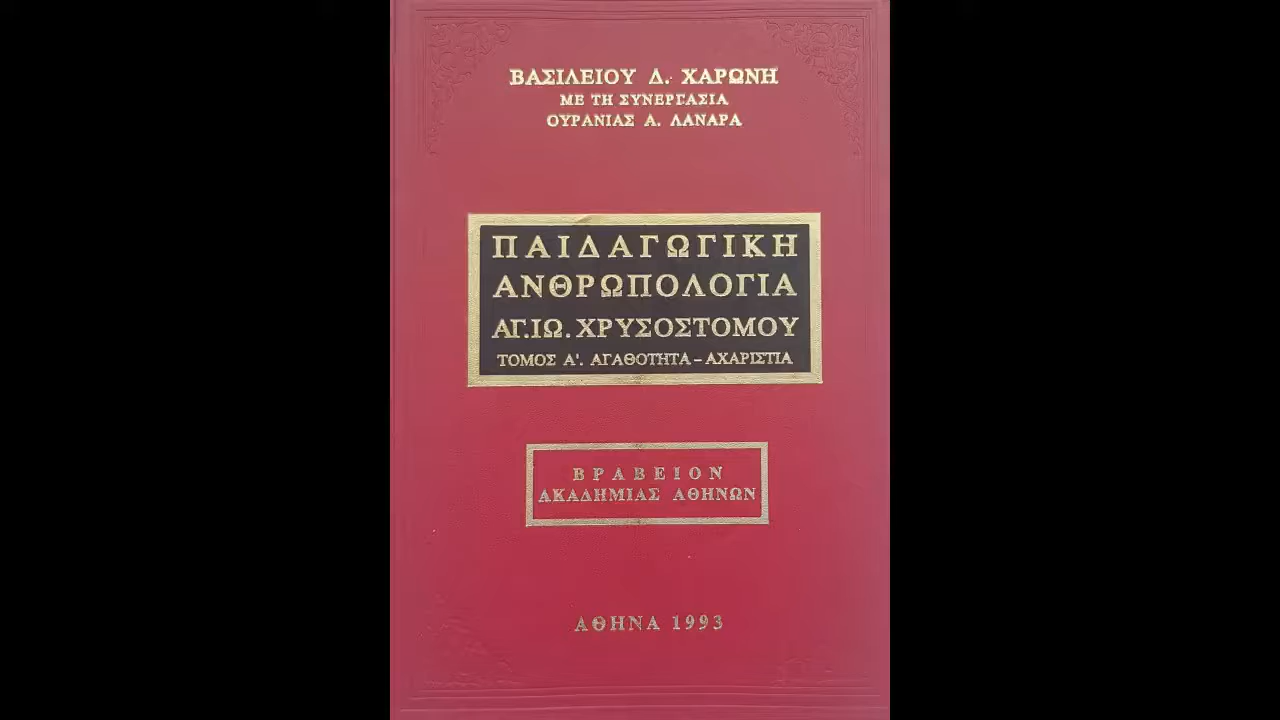 ΒΑΣΙΛΕΙΟΥ Δ. ΧΑΡΩΝΗ
ΜΕ ΤΗ ΣΥΝΕΡΓΑΣΙΑ
ΟΥΡΑΝΙΑΣ Α. ΛΑΝΑΡΑ
ΠΑΙΔΑΓΩΓΙΚΗ
ΑΝΘΡΩΠΟΛΟΓΙΑ
ΑΓ.ΙΩ. ΧΡΥΣΟΣΤΟΜΟΥ
ΤΟΜΟΣ Α'. ΑΓΑΘΟΤΗΤΑ – ΑΧΑΡΙΣΤΙΑ
ΒΡΑΒΕΙΟΝ
ΑΚΑΔΗΜΙΑΣ ΑΘΗΝΩΝ
ΑΘΗΝΑ 1993